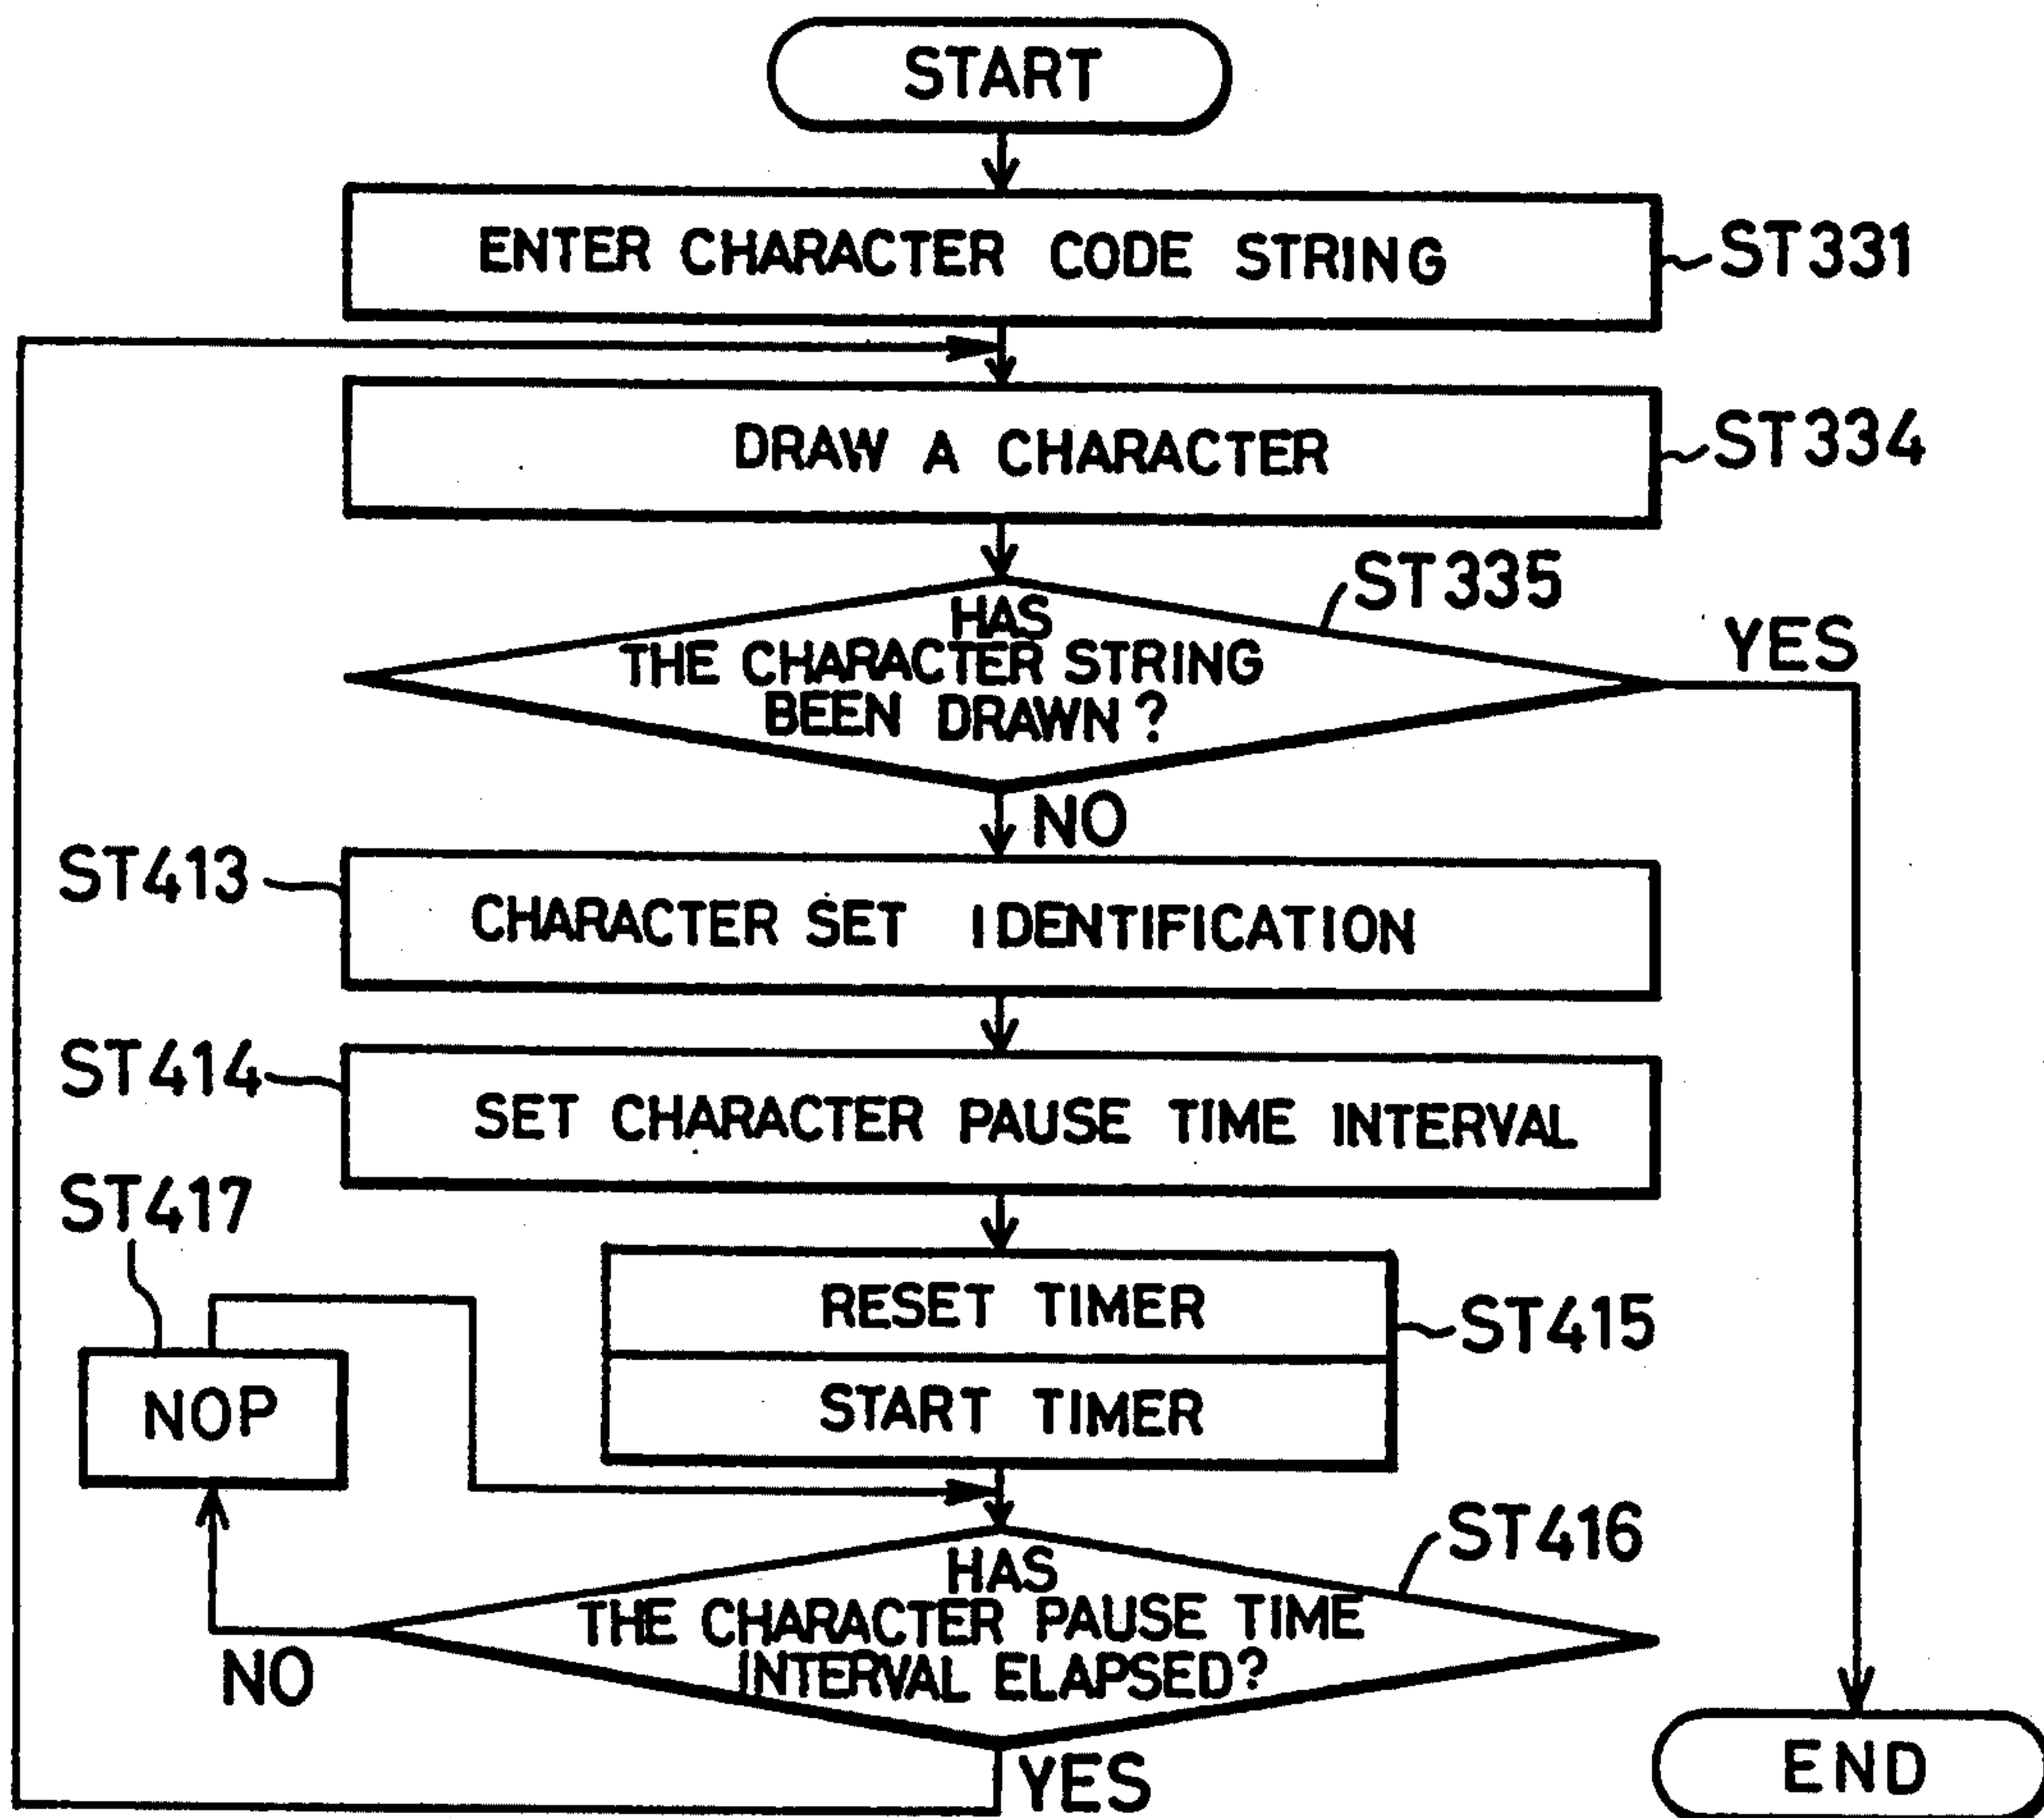 START
ENTER CHARACTER CODE STRING
ST331
DRAW A CHARACTER
ST334
ST335
HAS
THE CHARACTER STRING
BEEN DRAWN?
YES
NO
ST413
CHARACTER SET IDENTIFICATION
ST414
SET CHARACTER PAUSE TIME INTERVAL
ST417
RESET TIMER
ST415
NOP
START TIMER
ST416
HAS
THE CHARACTER PAUSE TIME
INTERVAL ELAPSED?
NO
YES
END